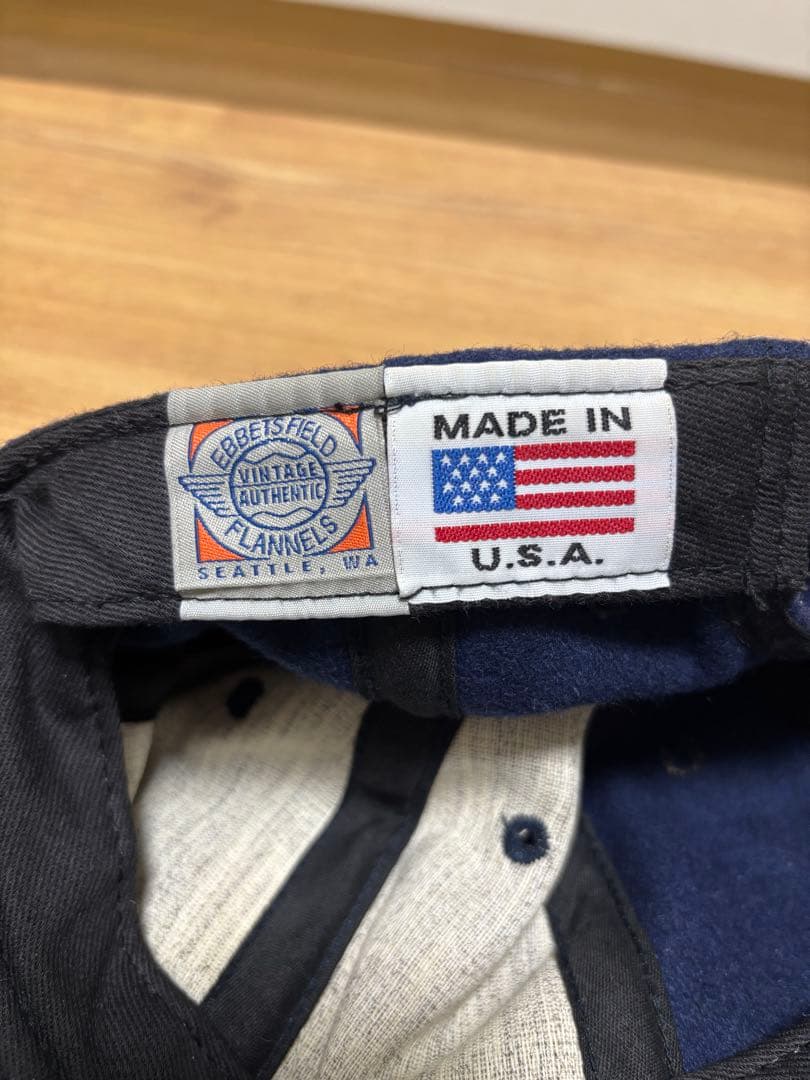 EBBETSFIELD
VINTAGE
AUTHENTIC
FLANNELS
SEATTLE, WA
MADE IN
U.S.A.